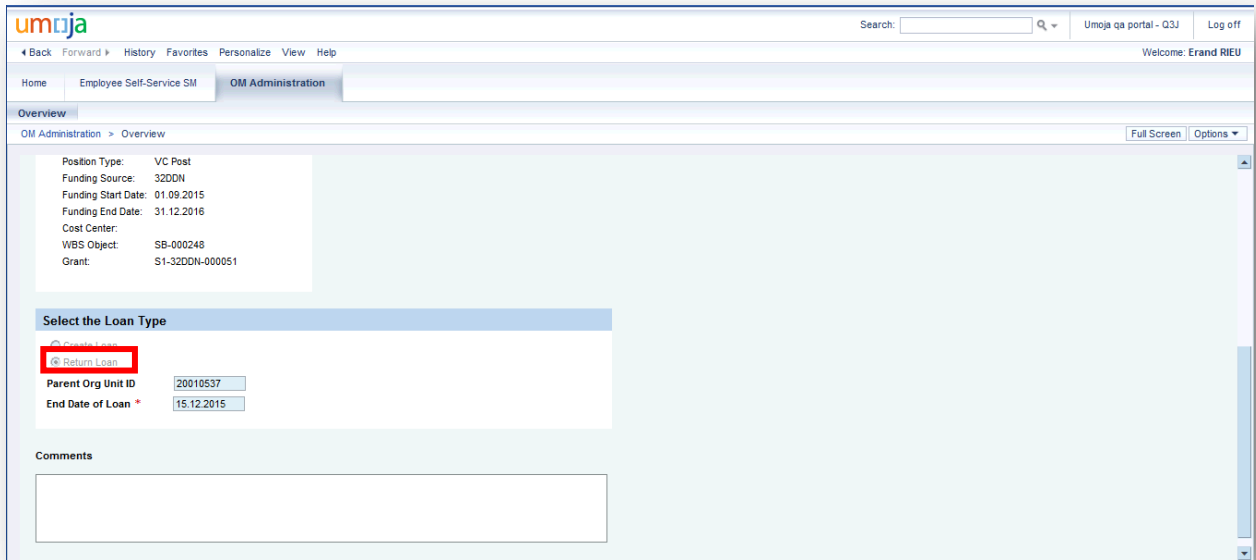 umoja
Search:
Umoja qa portal - Q3J
Log off
Back Forward History Favorites Personalize View Help
Welcome: Erand RIEU
Home Employee Self-Service SM OM Administration
Overview
OM Administration > Overview
Full Screen Options
Position Type: VC Post
Funding Source: 32DDN
Funding Start Date: 01.09.2015
Funding End Date: 31.12.2016
Cost Center:
WBS Object: SB-000248
Grant: S1-32DDN-000051
Select the Loan Type
Create Loan
Return Loan
Parent Org Unit ID 20010537
End Date of Loan * 15.12.2015
Comments